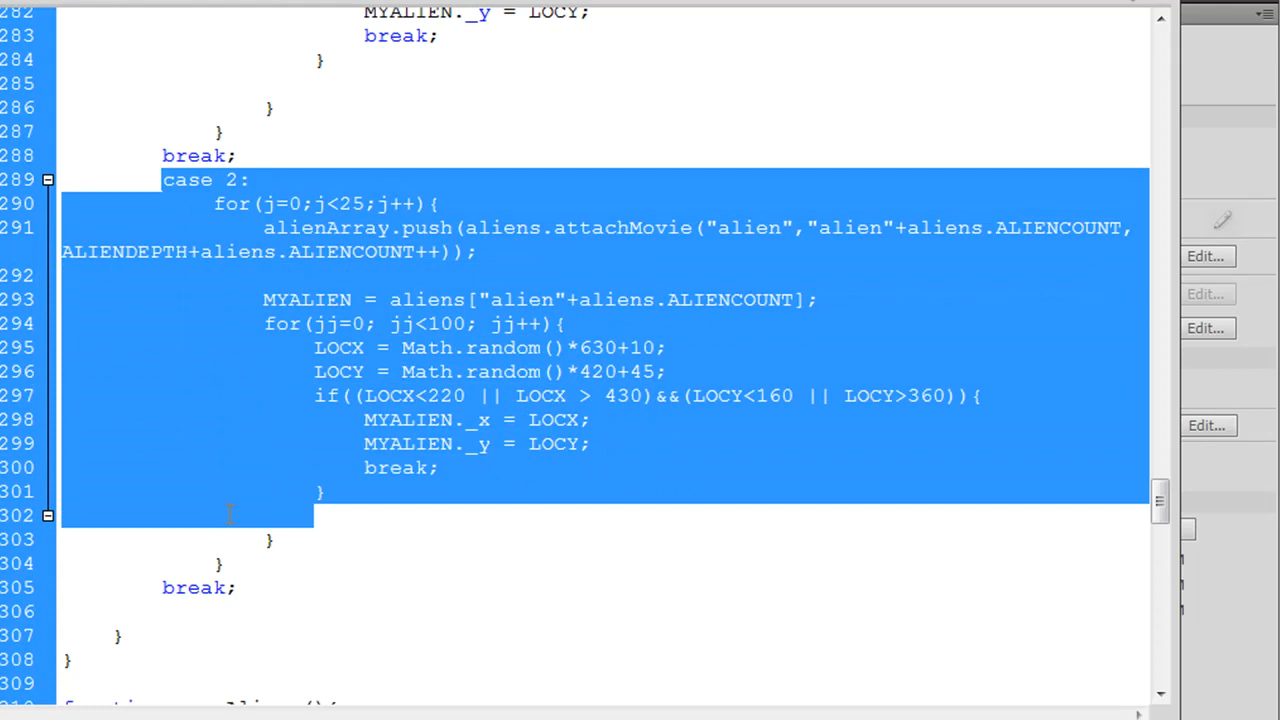 282 MYALIEN._y = LOCY;
283 break;
284 }
285
286 }
287 }
288 break;
289 case 2:
290 for(j=0;j<25;j++){
291 alienArray.push(aliens.attachMovie("alien","alien"+aliens.ALIENCOUNT,
ALIENDEPTH+aliens.ALIENCOUNT++));
292
293 MYALIEN = aliens["alien"+aliens.ALIENCOUNT];
294 for(jj=0; jj<100; jj++){
295 LOCX = Math.random()*630+10;
296 LOCY = Math.random()*420+45;
297 if((LOCX<220 || LOCX > 430)&&(LOCY<160 || LOCY>360)){
298 MYALIEN._x = LOCX;
299 MYALIEN._y = LOCY;
300 break;
301 }
302
303 }
304 }
305 break;
306
307 }
308 }
309
Edit...
Edit...
Edit...
Edit...